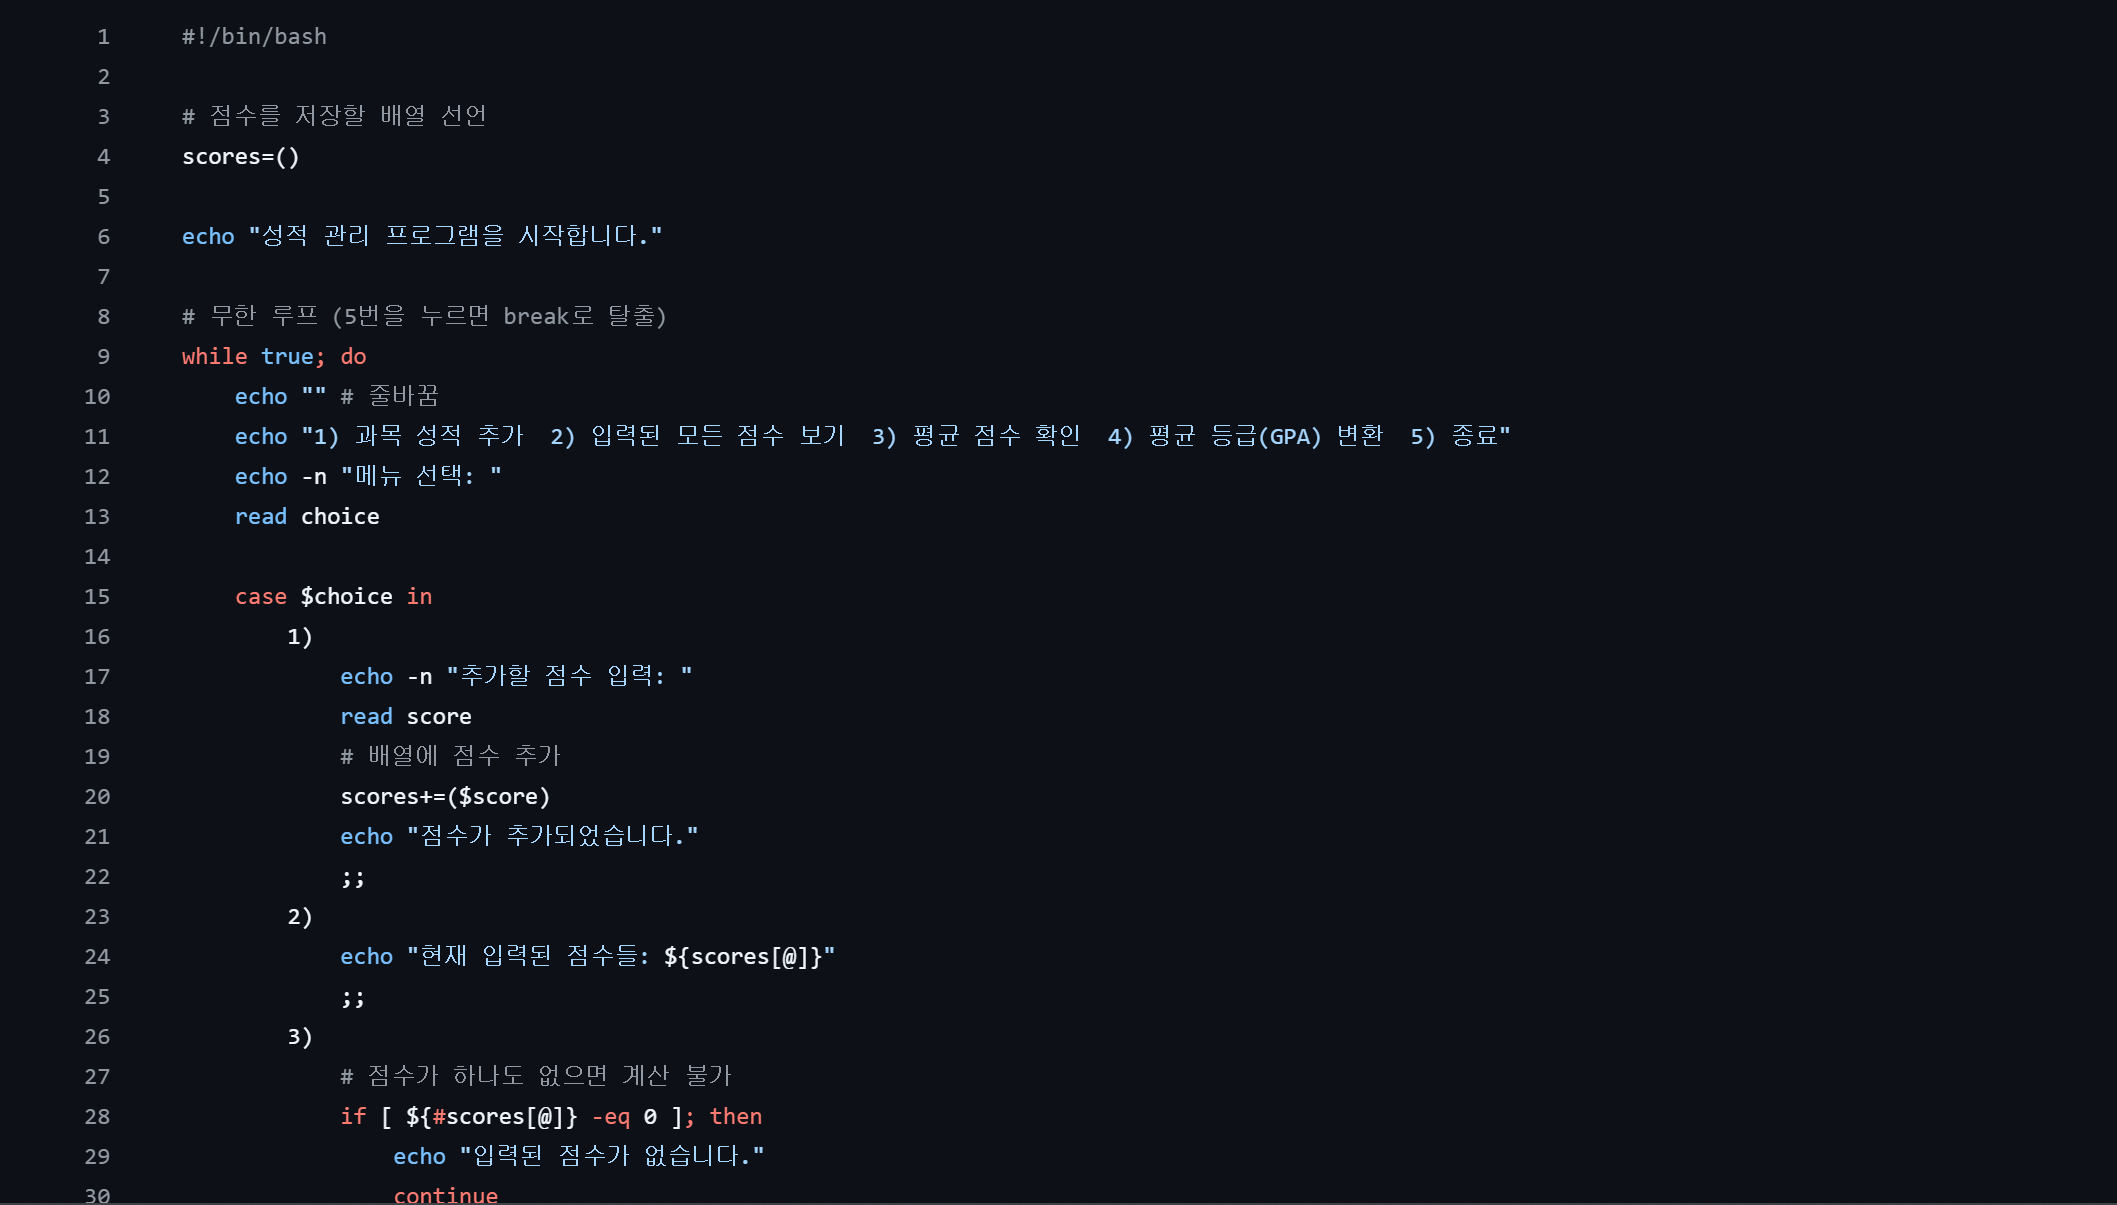 1 #!/bin/bash
2
3 # 점수를 저장할 배열 선언
4 scores=()
5
6 echo "성적 관리 프로그램을 시작합니다."
7
8 # 무한 루프 (5번을 누르면 break로 탈출)
9 while true; do
10     echo "" # 줄바꿈
11     echo "1) 과목 성적 추가  2) 입력된 모든 점수 보기  3) 평균 점수 확인  4) 평균 등급(GPA) 변환  5) 종료"
12     echo -n "메뉴 선택: "
13     read choice
14
15     case $choice in
16         1)
17             echo -n "추가할 점수 입력: "
18             read score
19             # 배열에 점수 추가
20             scores+=($score)
21             echo "점수가 추가되었습니다."
22             ;;
23         2)
24             echo "현재 입력된 점수들: ${scores[@]}"
25             ;;
26         3)
27             # 점수가 하나도 없으면 계산 불가
28             if [ ${#scores[@]} -eq 0 ]; then
29                 echo "입력된 점수가 없습니다."
30                 continue